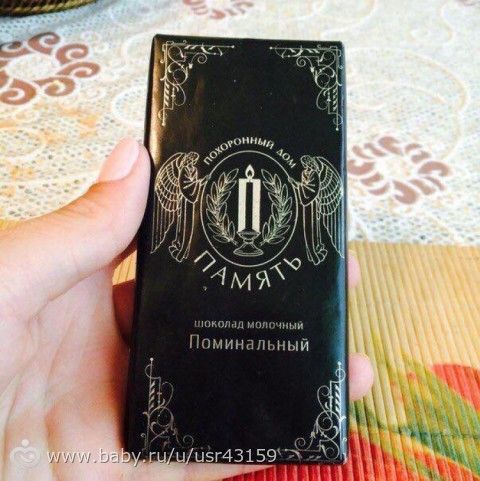 ПОХОРОННЫЙ ДОМ
ПАМЯТЬ
шоколад молочный
Поминальный
www.baby.ru/u/usr43159